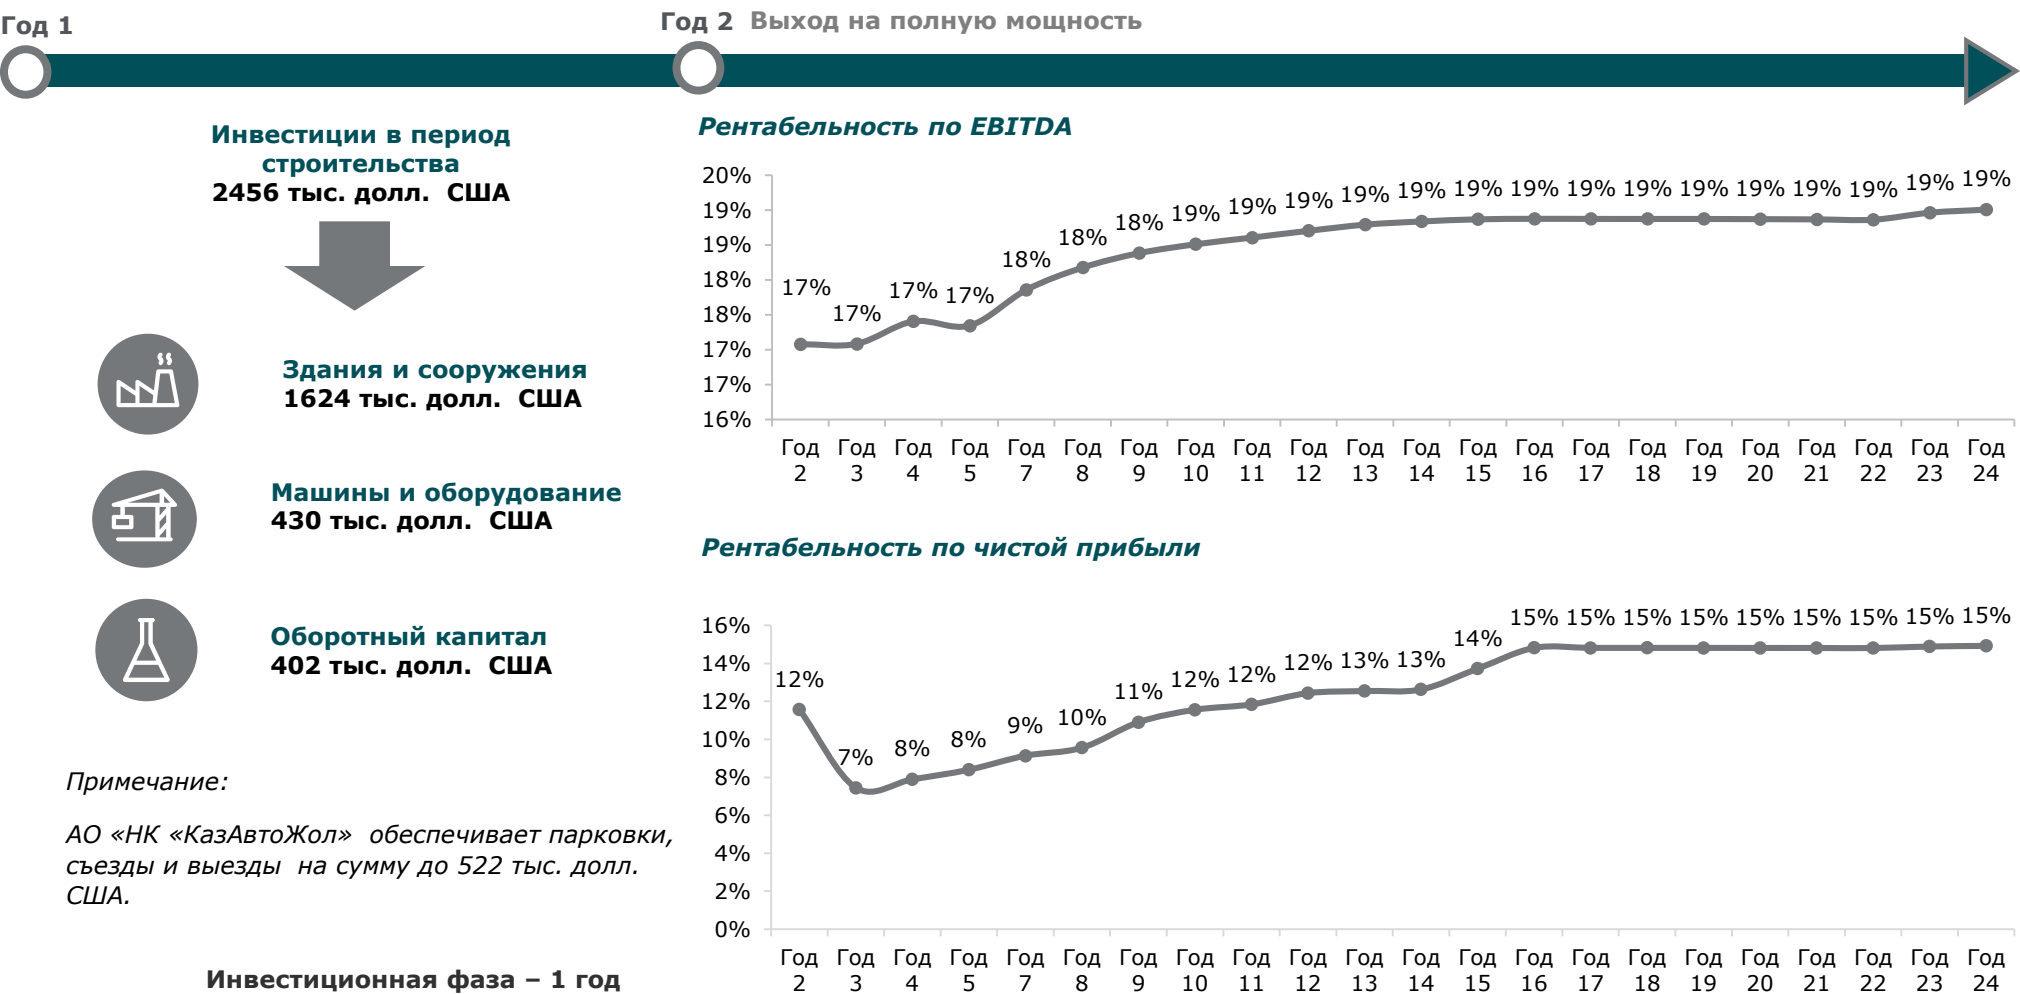 Год 1
Год 2 Выход на полную мощность
Инвестиции в период
строительства
2456 тыс. долл. США
Здания и сооружения
1624 тыс. долл. США
Машины и оборудование
430 тыс. долл. США
Оборотный капитал
402 тыс. долл. США
Примечание:
АО «НК «КазАвтоЖол» обеспечивает парковки,
съезды и выезды на сумму до 522 тыс. долл.
США.
Инвестиционная фаза – 1 год
Рентабельность по EBITDA
20%
19%
19%
18%
18%
17%
17%
16%
17% 17% 17% 17% 18% 18% 18% 19% 19% 19% 19% 19% 19% 19% 19% 19% 19% 19% 19% 19% 19% 19%
Год Год Год Год Год Год Год Год Год Год Год Год Год Год Год Год Год Год Год Год Год Год
2 3 4 5 7 8 9 10 11 12 13 14 15 16 17 18 19 20 21 22 23 24
Рентабельность по чистой прибыли
16%
14%
12%
10%
8%
6%
4%
2%
0%
12% 7% 8% 8% 9% 10% 11% 12% 12% 12% 13% 13% 14% 15% 15% 15% 15% 15% 15% 15% 15% 15%
Год Год Год Год Год Год Год Год Год Год Год Год Год Год Год Год Год Год Год Год Год Год
2 3 4 5 7 8 9 10 11 12 13 14 15 16 17 18 19 20 21 22 23 24